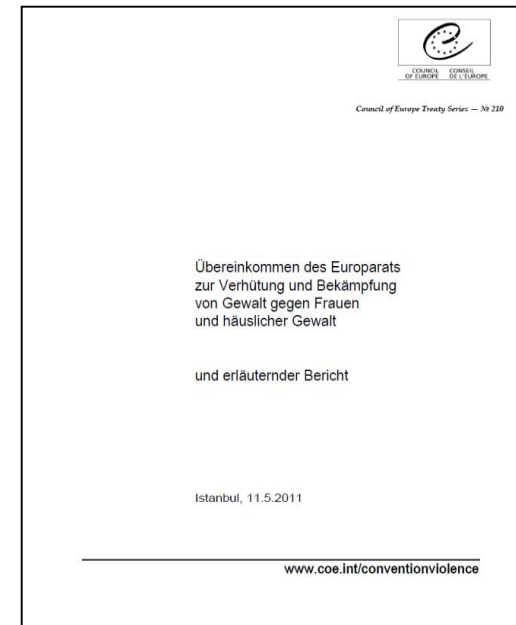 COUNCIL CONSEIL
OF EUROPE DE L'EUROPE
Council of Europe Treaty Series — № 210
Übereinkommen des Europarats
zur Verhütung und Bekämpfung
von Gewalt gegen Frauen
und häuslicher Gewalt
und erläuternder Bericht
Istanbul, 11.5.2011
www.coe.int/conventionviolence